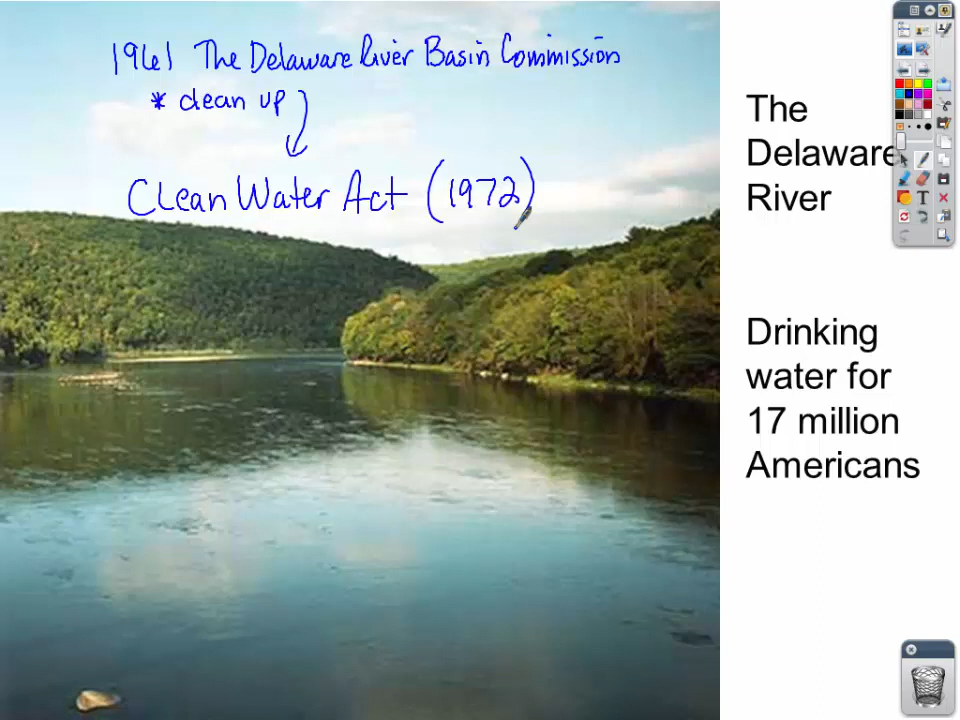 1961 The Delaware River Basin Commission
* clean up
Clean Water Act (1972)
The
Delaware
River
Drinking
water for
17 million
Americans
T